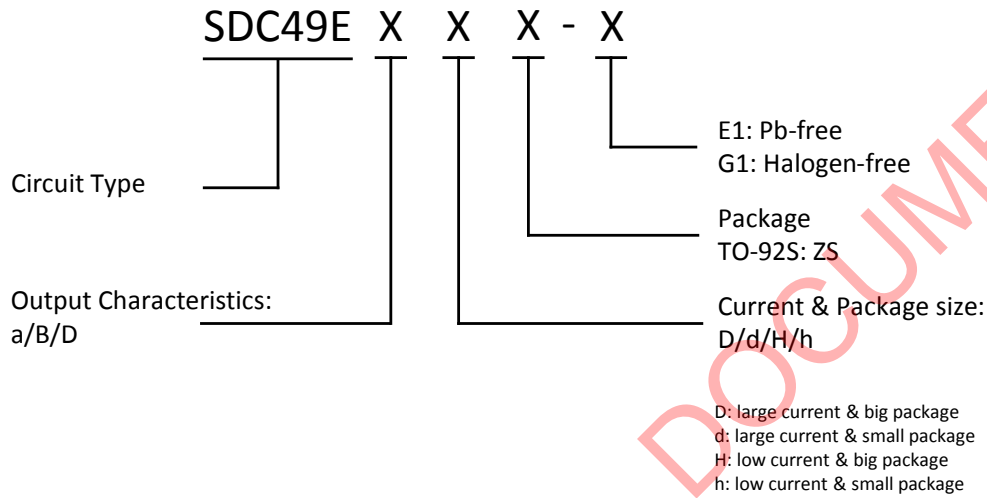 SDC49E X X X - X
E1: Pb-free
G1: Halogen-free
Circuit Type
Package
TO-92S: ZS
Output Characteristics:
a/B/D
Current & Package size:
D/d/H/h
D: large current & big package
d: large current & small package
H: low current & big package
h: low current & small package
DOCUME